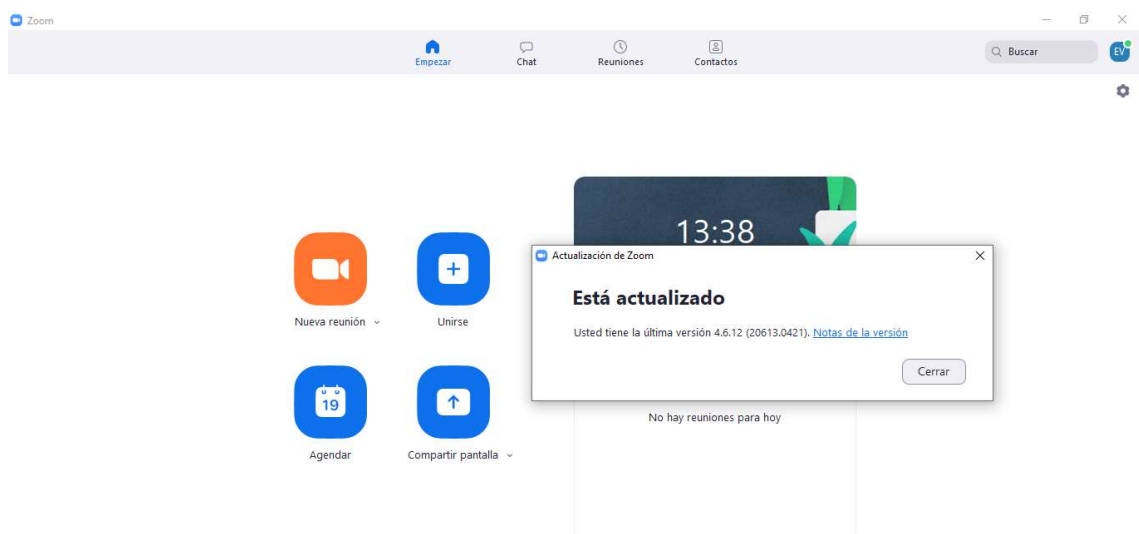 Zoom
Empezar
Chat
Reuniones
Contactos
Buscar
EV
13:38
Actualización de Zoom
Está actualizado
Usted tiene la última versión 4.6.12 (20613.0421). Notas de la versión
Cerrar
Nueva reunión
Unirse
19
Agendar
Compartir pantalla
No hay reuniones para hoy